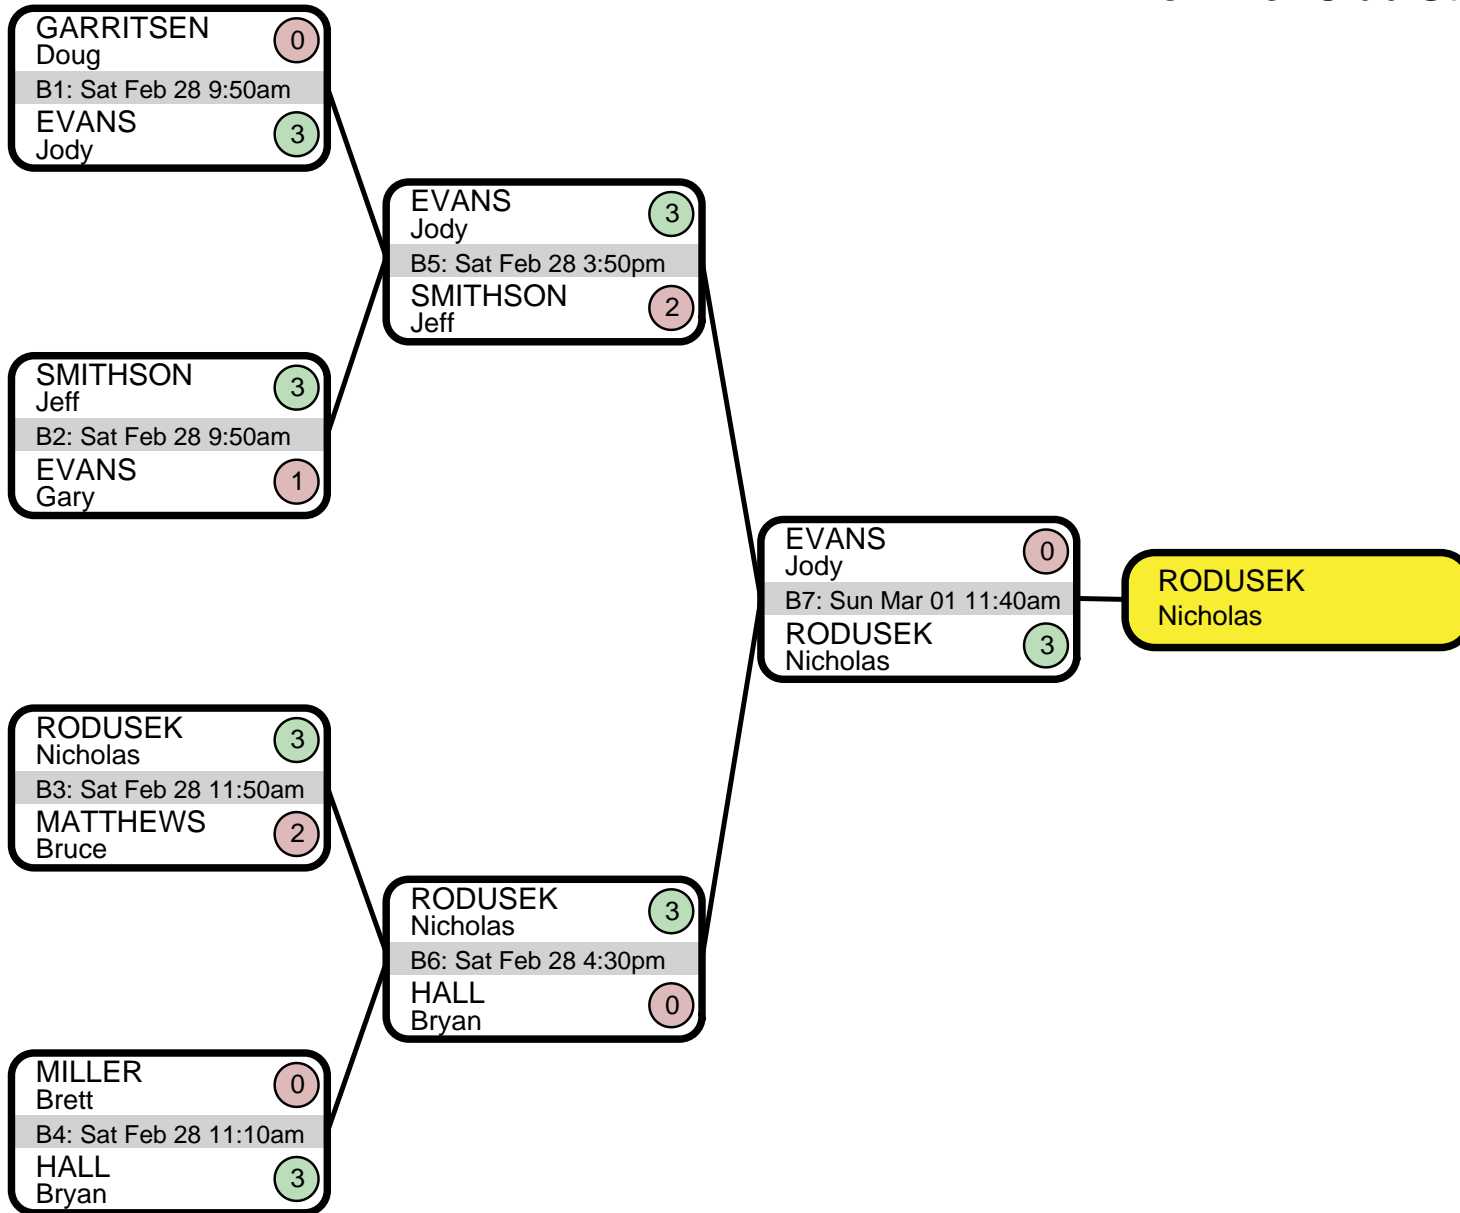 GARRITSEN
Doug
0
B1: Sat Feb 28 9:50am
EVANS
Jody
3
SMITHSON
Jeff
3
B2: Sat Feb 28 9:50am
EVANS
Gary
1
RODUSEK
Nicholas
3
B3: Sat Feb 28 11:50am
MATTHEWS
Bruce
2
MILLER
Brett
0
B4: Sat Feb 28 11:10am
HALL
Bryan
3
EVANS
Jody
3
B5: Sat Feb 28 3:50pm
SMITHSON
Jeff
2
RODUSEK
Nicholas
3
B6: Sat Feb 28 4:30pm
HALL
Bryan
0
EVANS
Jody
0
B7: Sun Mar 01 11:40am
RODUSEK
Nicholas
3
RODUSEK
Nicholas